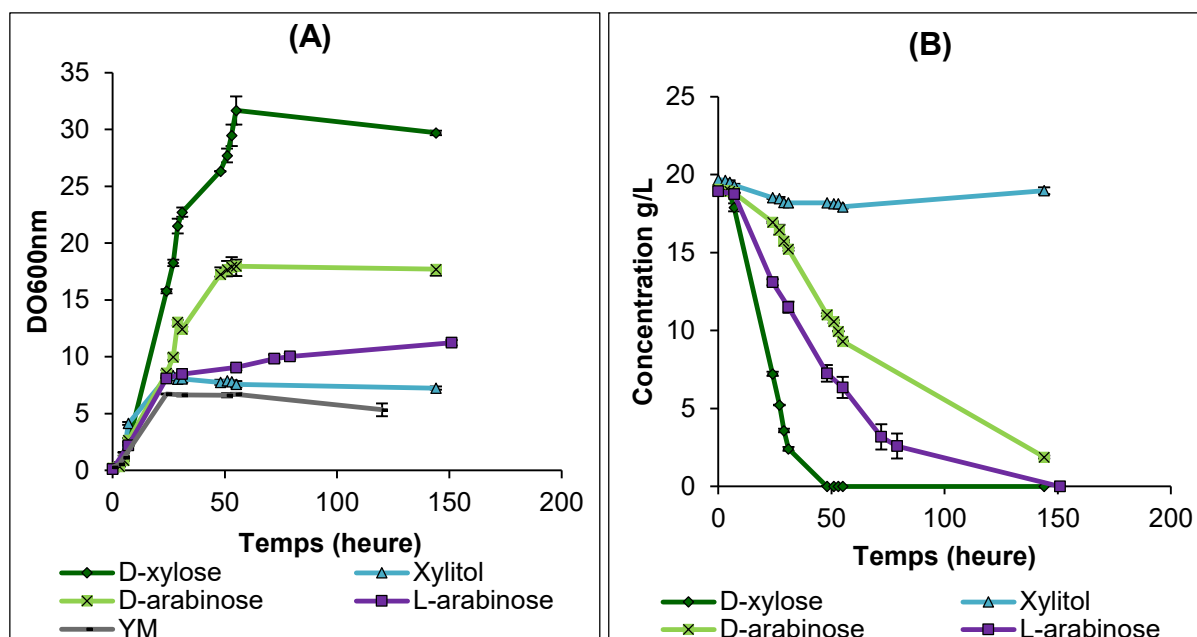 (A)
DO600nm
35
30
25
20
15
10
5
0
0 50 100 150 200
Temps (heure)
D-xylose Xylitol
D-arabinose L-arabinose
YM
(B)
Concentration g/L
25
20
15
10
5
0
0 50 100 150 200
Temps (heure)
D-xylose Xylitol
D-arabinose L-arabinose